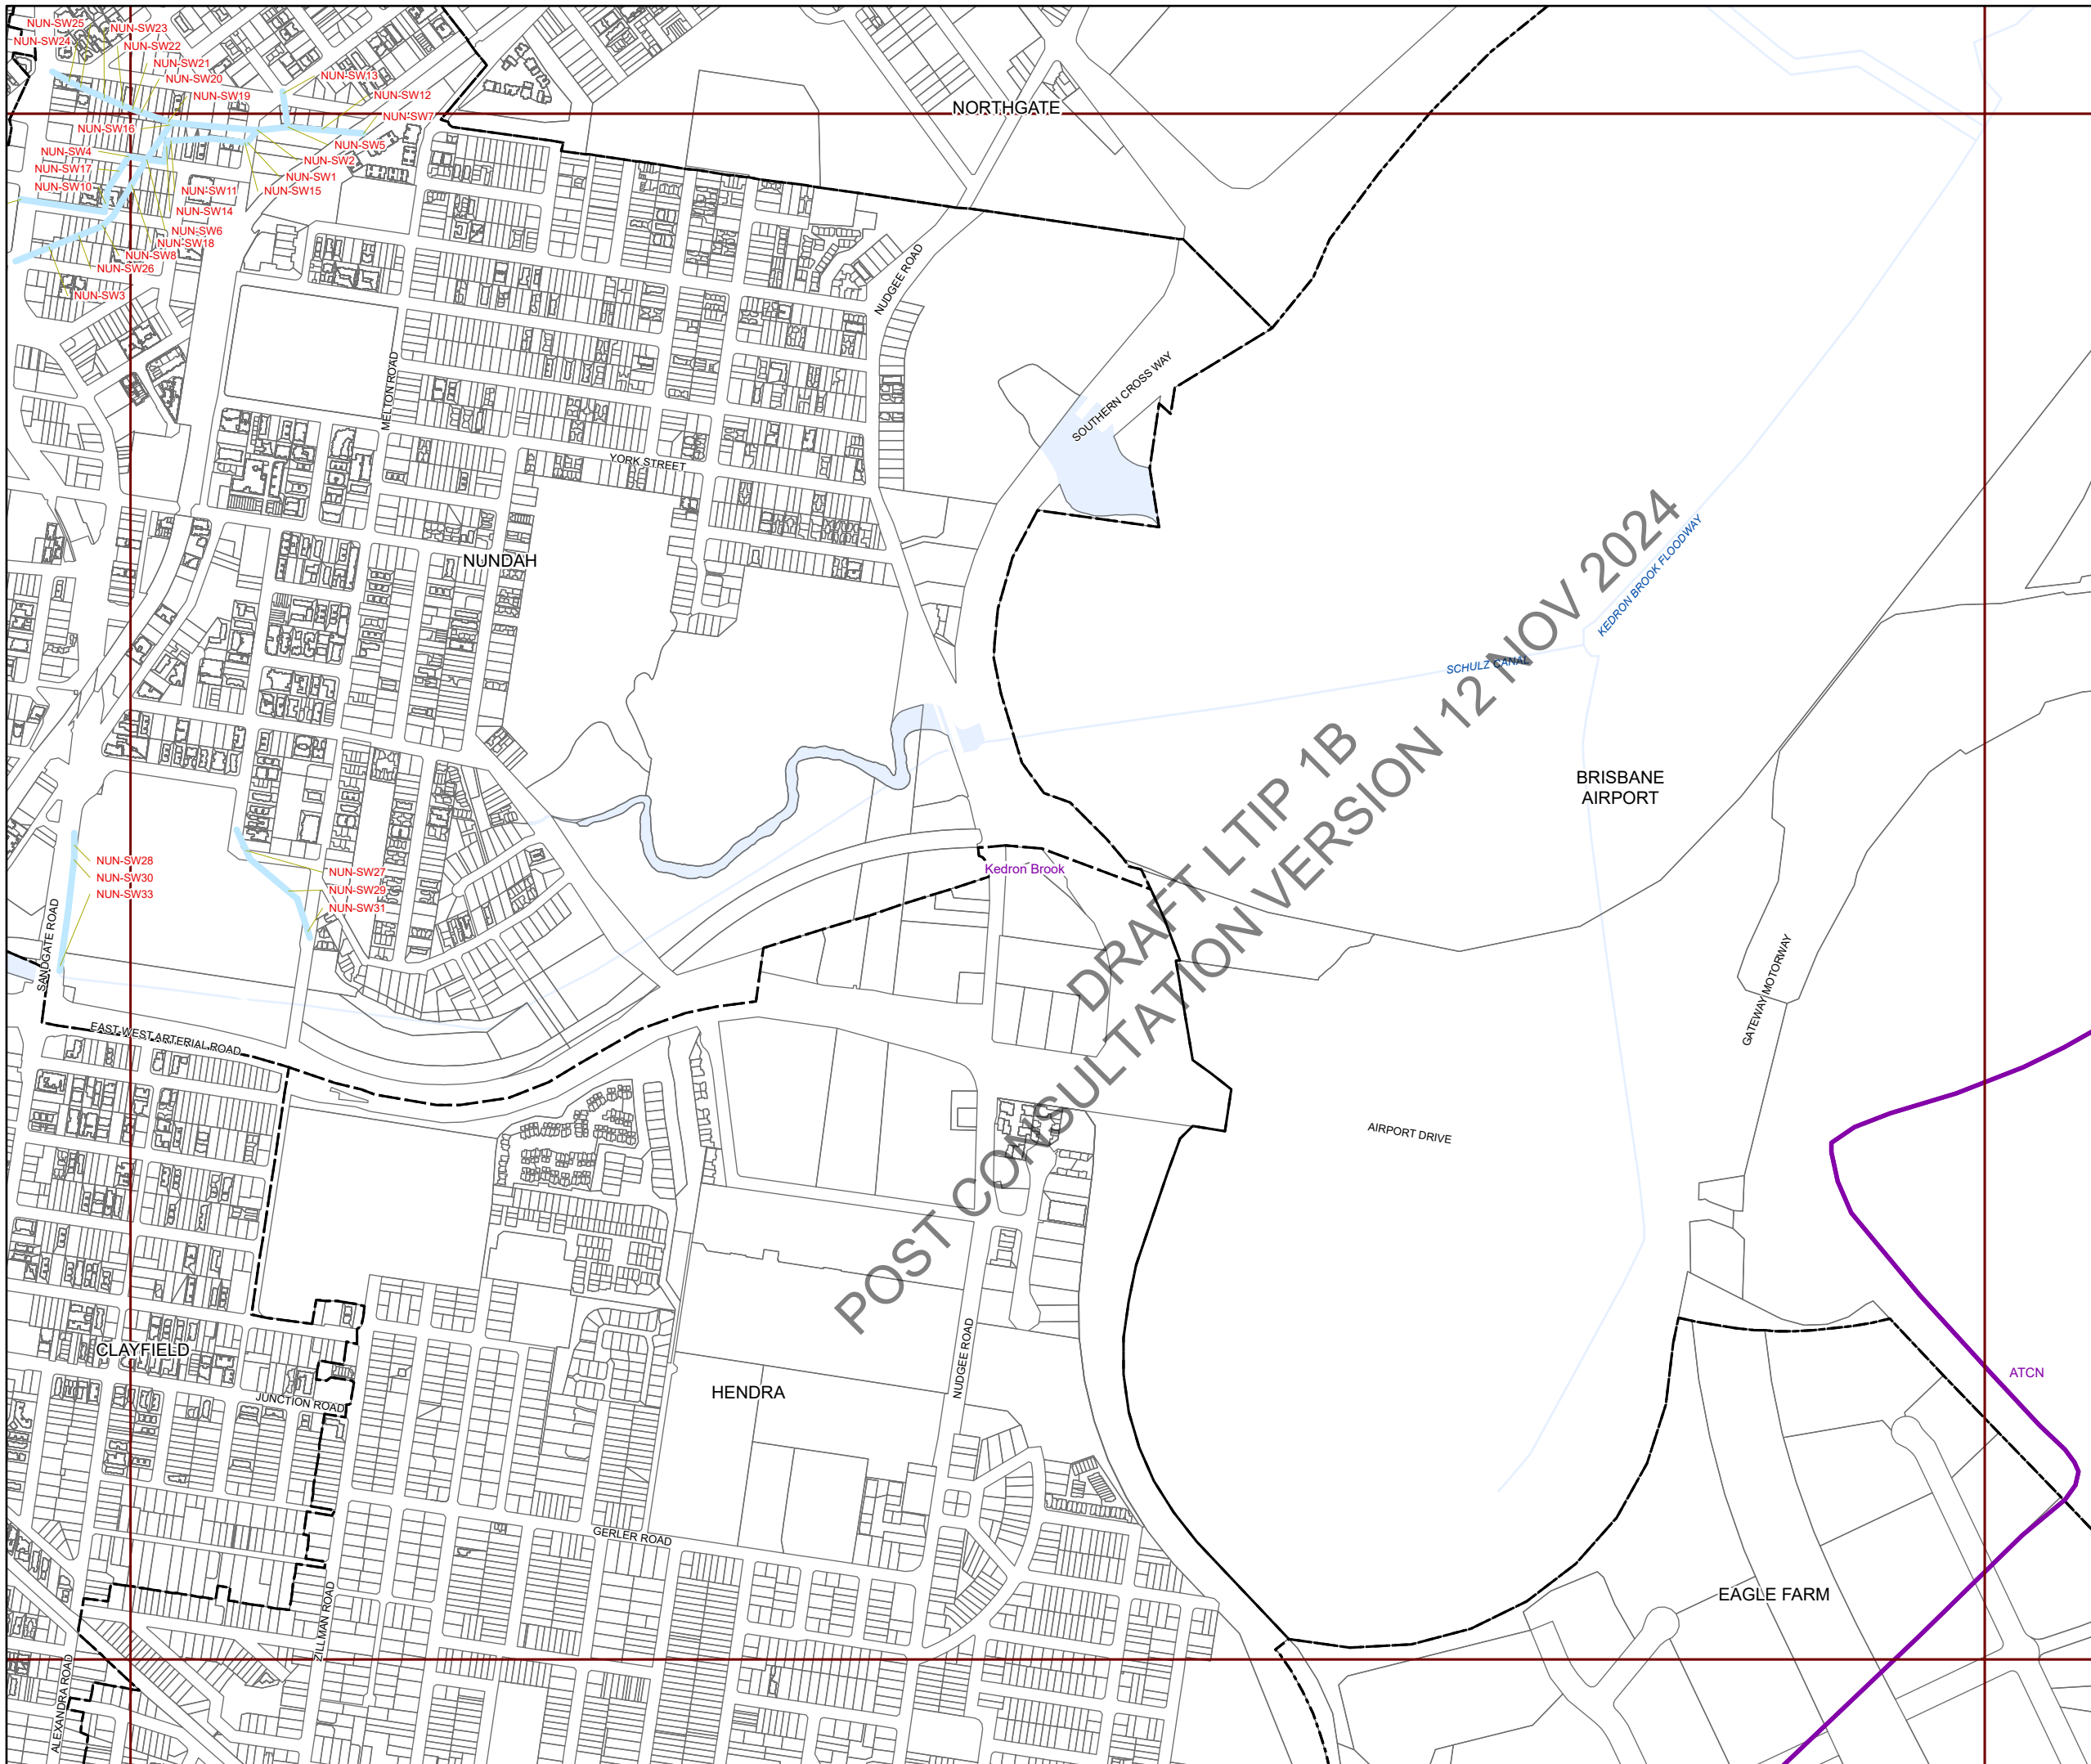 NUN-SW25
NUN-SW23
NUN-SW24
NUN-SW22
NUN-SW21
NUN-SW20
NUN-SW13
NUN-SW19
NUN-SW12
NUN-SW7
NUN-SW16
NUN-SW5
NUN-SW4
NUN-SW2
NUN-SW17
NUN-SW1
NUN-SW10
NUN-SW11
NUN-SW15
NUN-SW14
NUN-SW6
NUN-SW18
NUN-SW8
NUN-SW26
NUN-SW3
NORTHGATE
NUDGEE ROAD
MELTON ROAD
SOUTHERN CROSS WAY
YORK STREET
NUNDAH
KEDRON BROOK FLOODWAY
SCHULZ CANAL
BRISBANE
AIRPORT
NUN-SW28
NUN-SW30
NUN-SW33
NUN-SW27
NUN-SW29
NUN-SW31
Kedron Brook
SANDGATE ROAD
GATEWAY MOTORWAY
EAST-WEST ARTERIAL ROAD
AIRPORT DRIVE
DRAFT LTIP 1B
POST CONSULTATION VERSION 12 NOV 2024
CLAYFIELD
JUNCTION ROAD
HENDRA
NUDGEE ROAD
ATCN
GERLER ROAD
EAGLE FARM
ZILLMAN ROAD
ALEXANDRA ROAD